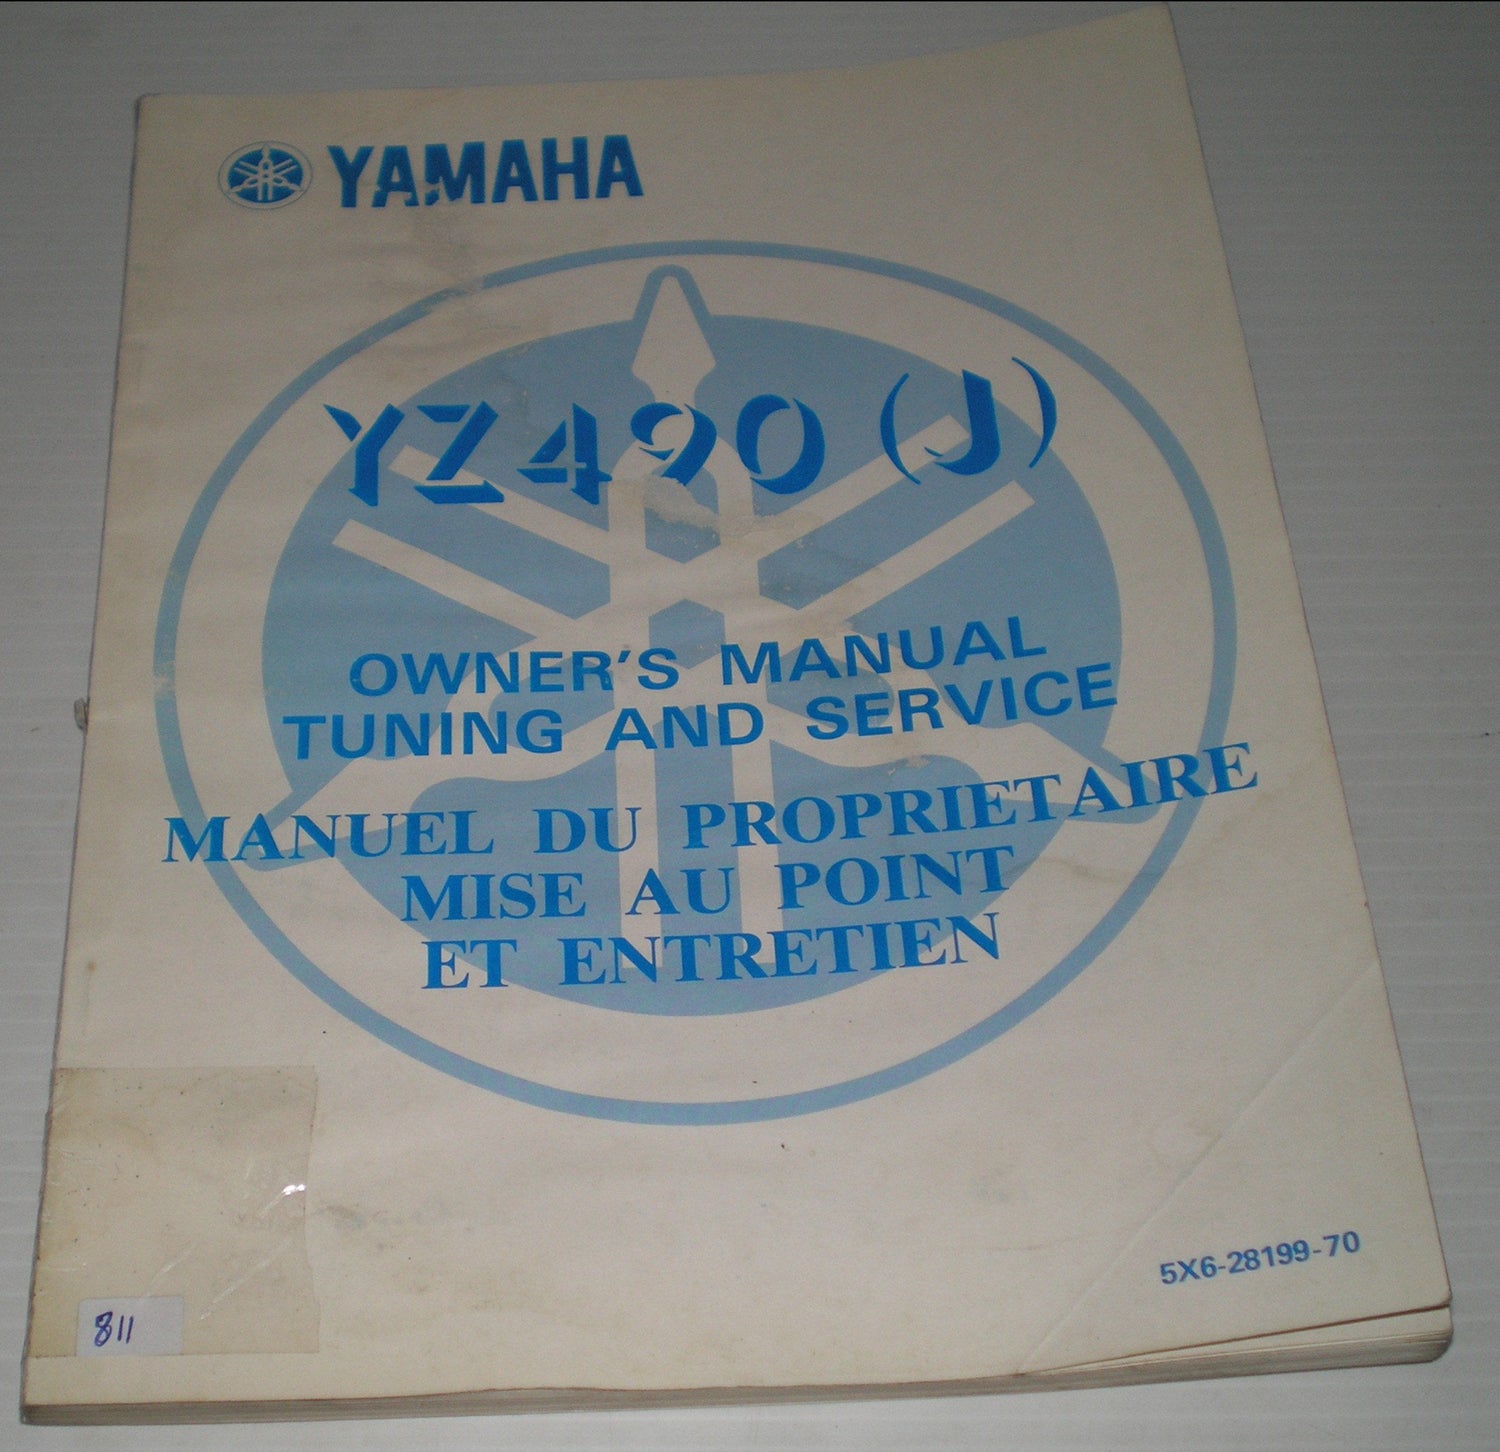 YAMAHA
YZ490 (J)
OWNER'S MANUAL
TUNING AND SERVICE
MANUEL DU PROPRIETAIRE
MISE AU POINT
ET ENTRETIEN
5X6-28199-70
811